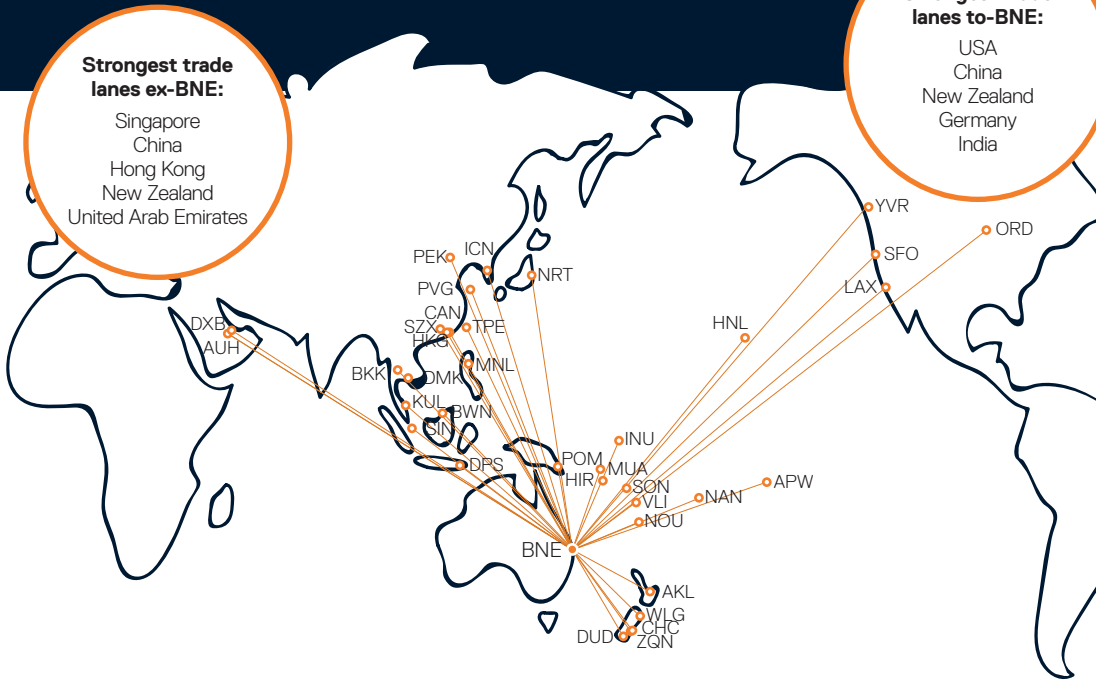 Strongest trade
lanes ex-BNE:
Singapore
China
Hong Kong
New Zealand
United Arab Emirates
lanes to-BNE:
USA
China
New Zealand
Germany
India
YVR
ORD
SFO
LAX
HNL
PEK
ICN
NRT
PVG
CAN
SZX
TPE
HKG
DXB
AUH
MNL
BKK
DMK
KUL
BWN
SIN
DPS
INU
POM
MUA
HIR
SON
APW
VLI
NAN
NOU
BNE
AKL
WLG
CHC
DUD
ZQN